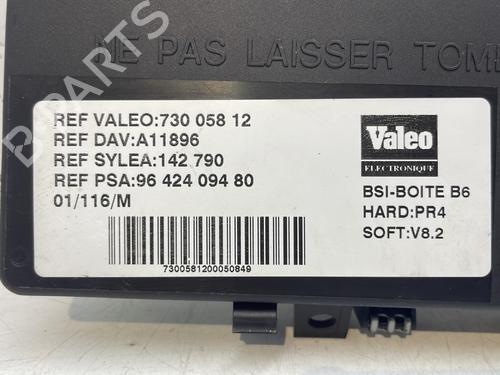 NE PAS LAISSER TOM
B-PARTS
REF VALEO:730 058 12
REF DAV:A11896
REF SYLEA:142 790
REF PSA:96 424 094 80
01/116/M
Valeo
ELECTRONIQUE
BSI-BOITE B6
HARD:PR4
SOFT:V8.2
7300581200050849